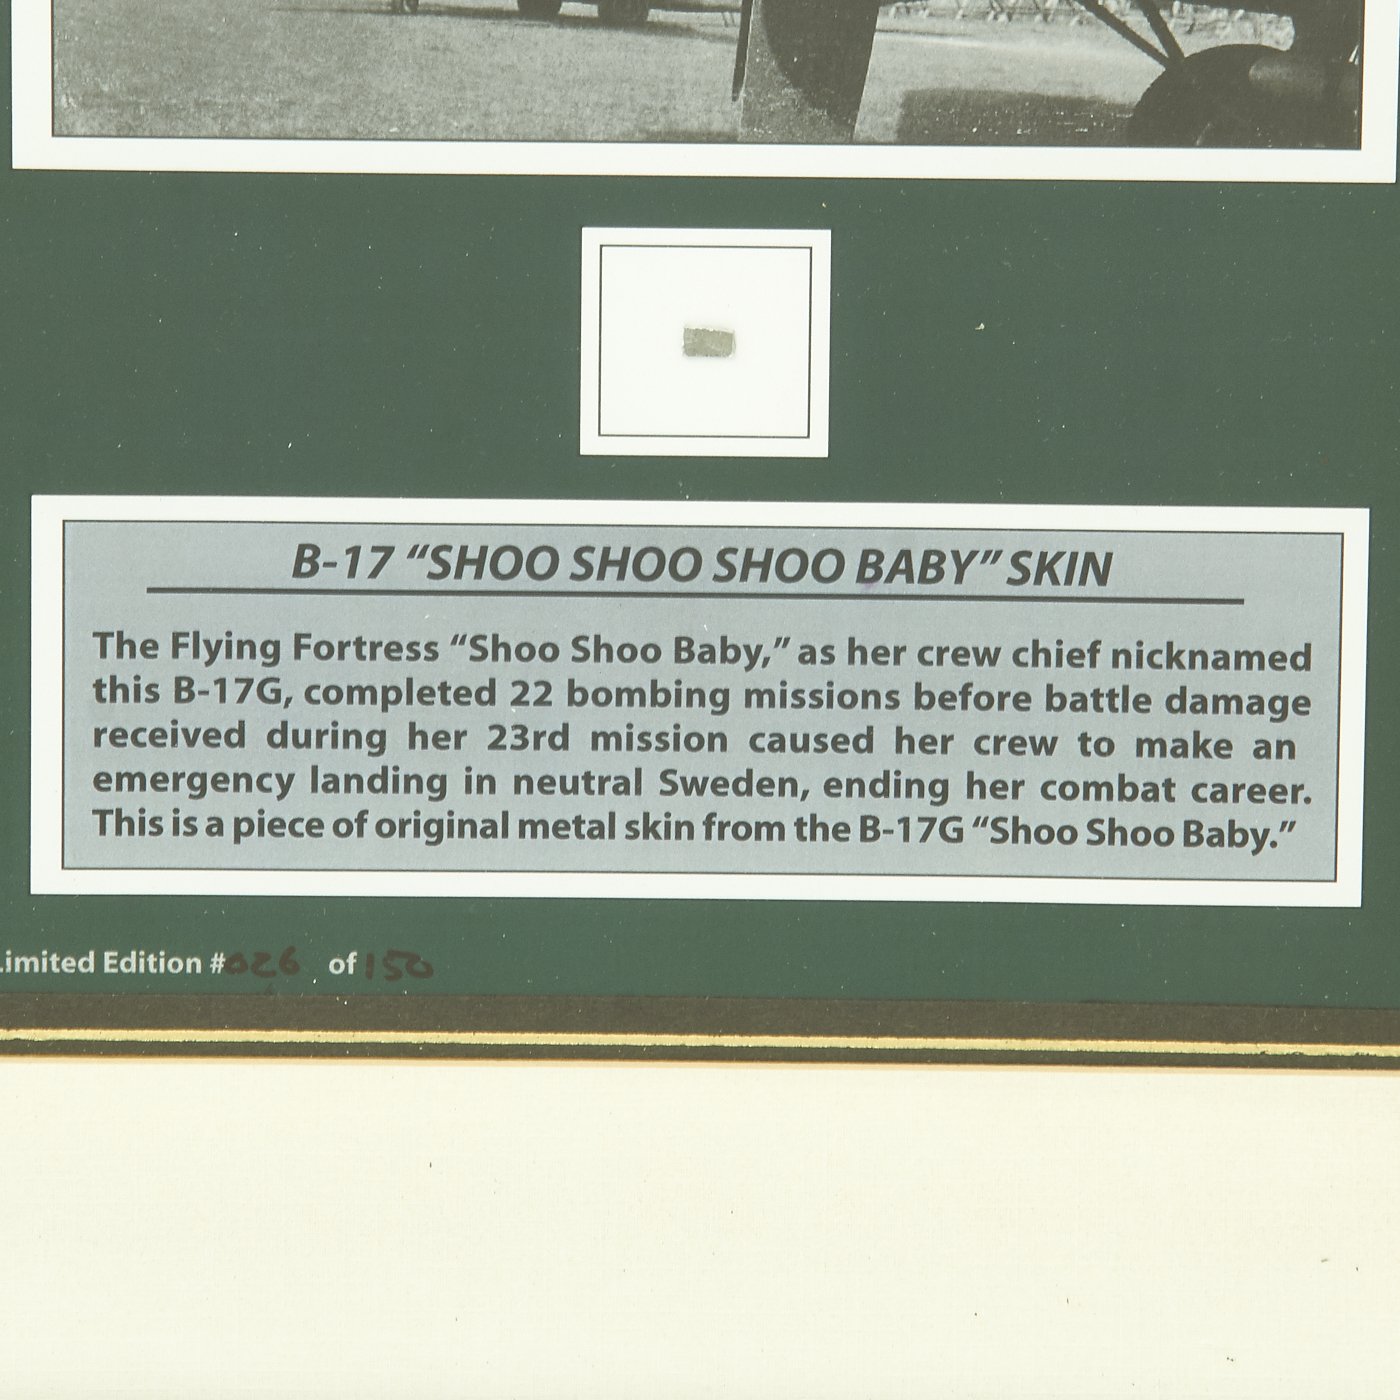 B-17 “SHOO SHOO SHOO BABY” SKIN
The Flying Fortress “Shoo Shoo Baby,” as her crew chief nicknamed
this B-17G, completed 22 bombing missions before battle damage
received during her 23rd mission caused her crew to make an
emergency landing in neutral Sweden, ending her combat career.
This is a piece of original metal skin from the B-17G “Shoo Shoo Baby.”
Limited Edition #026 of 150